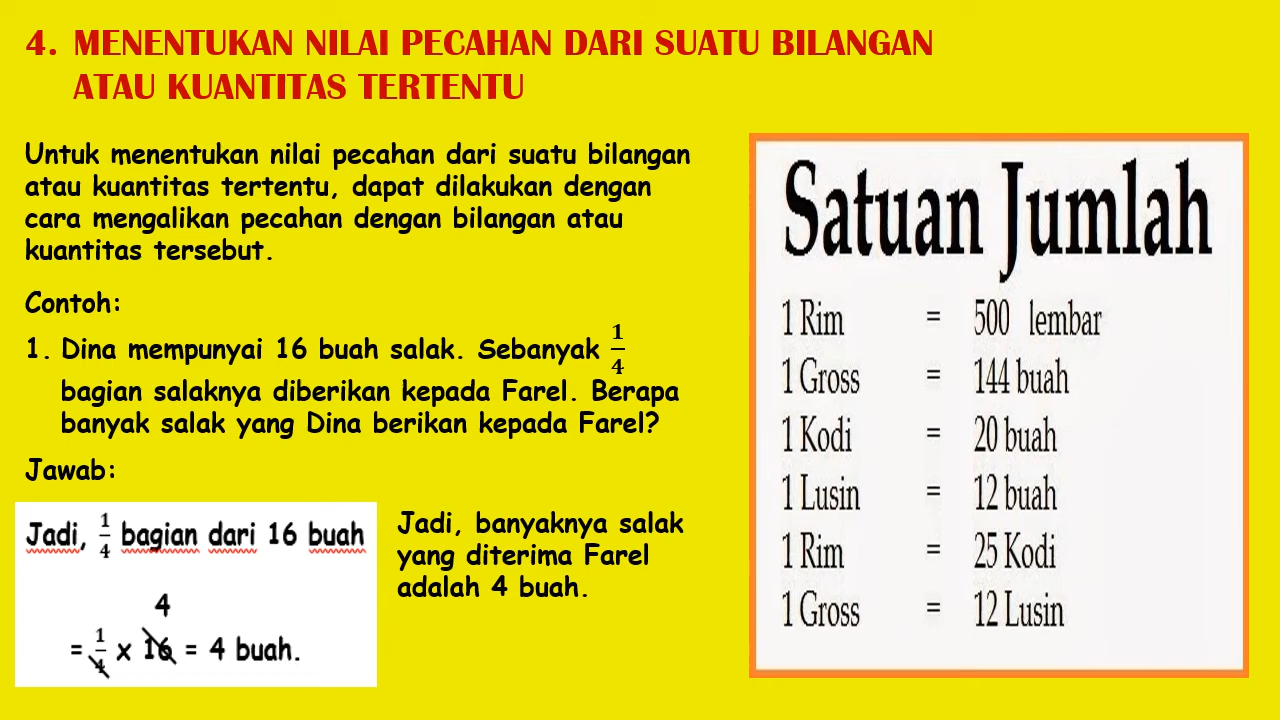 4. MENENTUKAN NILAI PECAHAN DARI SUATU BILANGAN
ATAU KUANTITAS TERTENTU
Untuk menentukan nilai pecahan dari suatu bilangan
atau kuantitas tertentu, dapat dilakukan dengan
cara mengalikan pecahan dengan bilangan atau
kuantitas tersebut.
Contoh:
1. Dina mempunyai 16 buah salak. Sebanyak 1/4
bagian salaknya diberikan kepada Farel. Berapa
banyak salak yang Dina berikan kepada Farel?
Jawab:
Jadi, 1/4 bagian dari 16 buah
4
= 1/4 x 16 = 4 buah.
Jadi, banyaknya salak
yang diterima Farel
adalah 4 buah.
Satuan Jumlah
1 Rim = 500 lembar
1 Gross = 144 buah
1 Kodi = 20 buah
1 Lusin = 12 buah
1 Rim = 25 Kodi
1 Gross = 12 Lusin